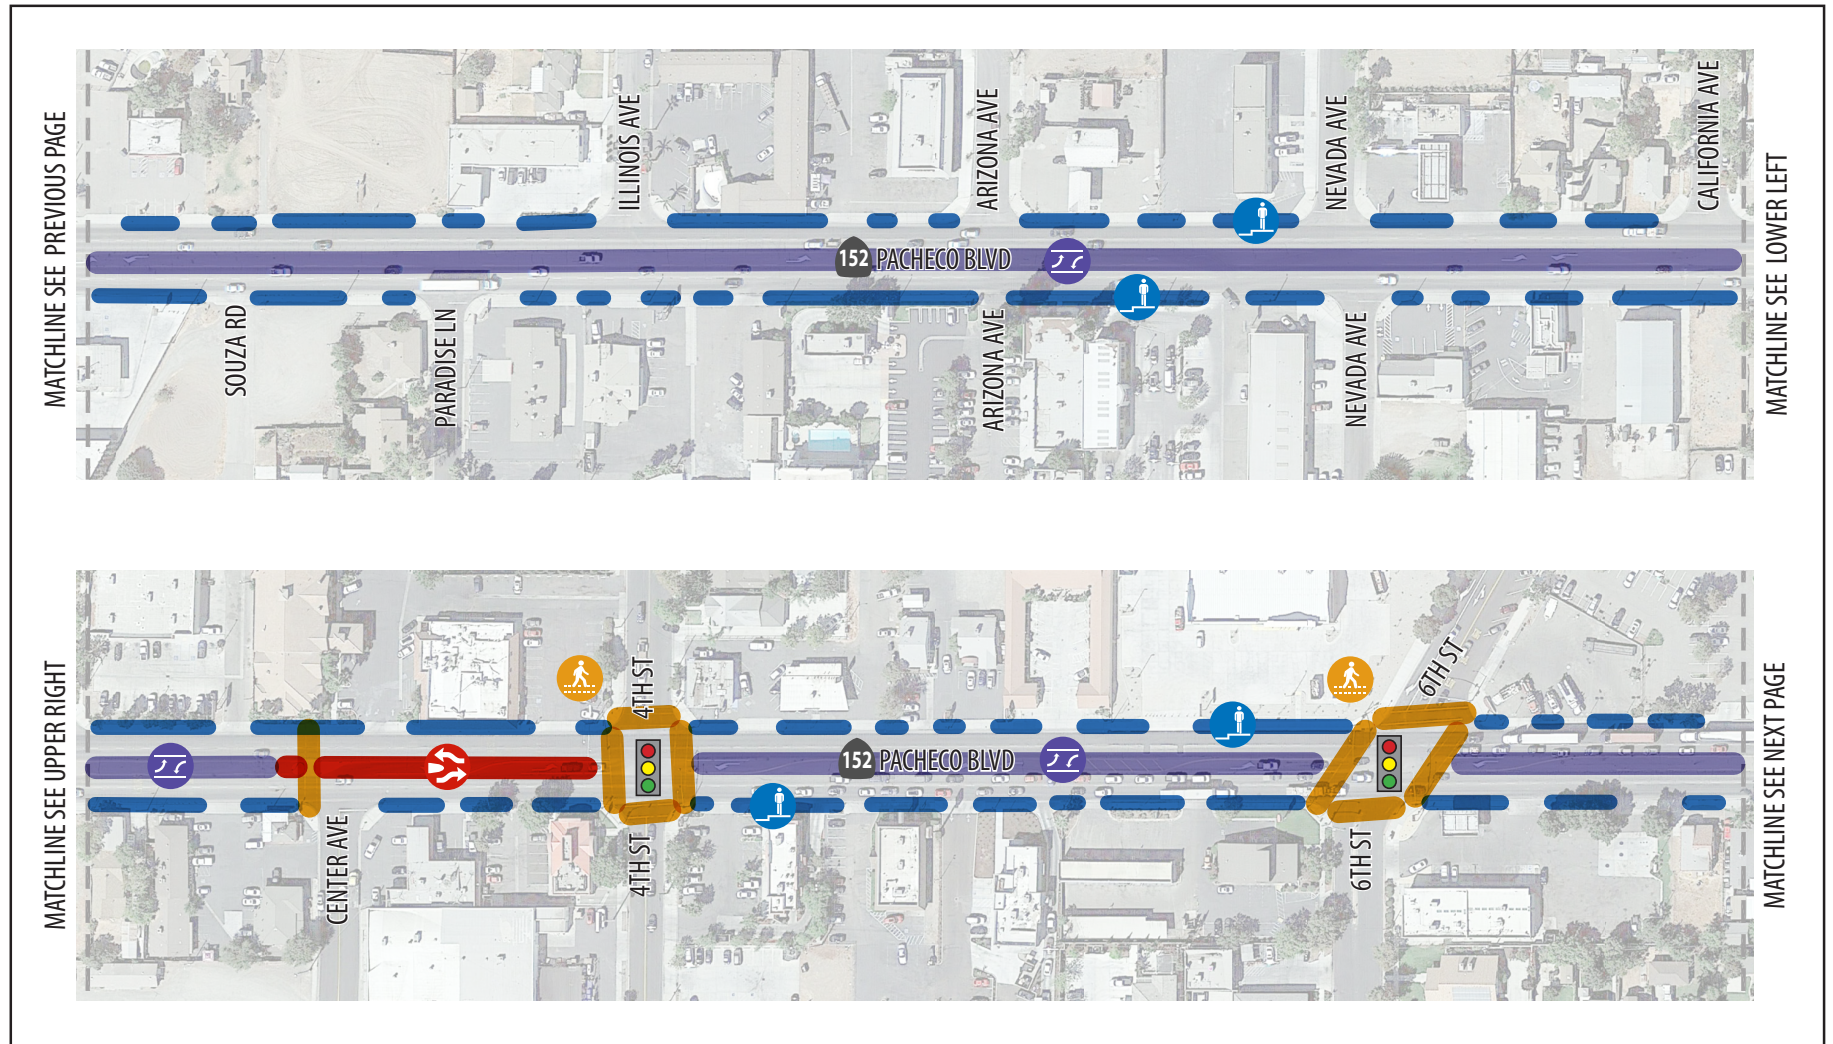 MATCHLINE SEE PREVIOUS PAGE
ILLINOIS AVE
ARIZONA AVE
NEVADA AVE
CALIFORNIA AVE
152 PACHECO BLVD
SOUZA RD
PARADISE LN
ARIZONA AVE
NEVADA AVE
MATCHLINE SEE LOWER LEFT
MATCHLINE SEE UPPER RIGHT
4TH ST
6TH ST
152 PACHECO BLVD
CENTER AVE
4TH ST
6TH ST
MATCHLINE SEE NEXT PAGE